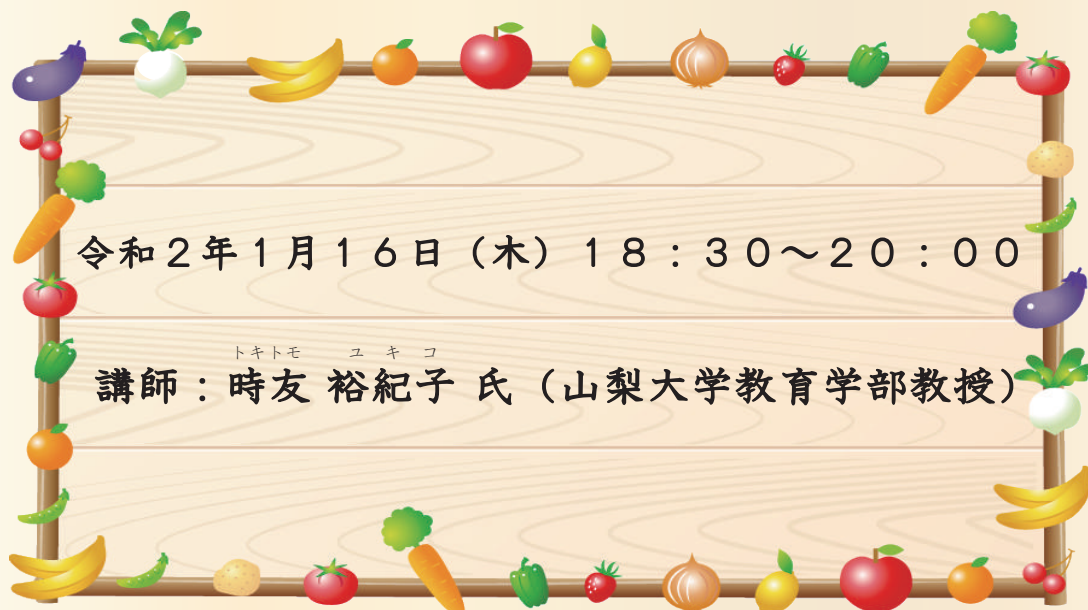 令和２年１月１６日（木）１８：３０～２０：００
トキトモ　ユキコ
講師：時友 裕紀子 氏（山梨大学教育学部教授）